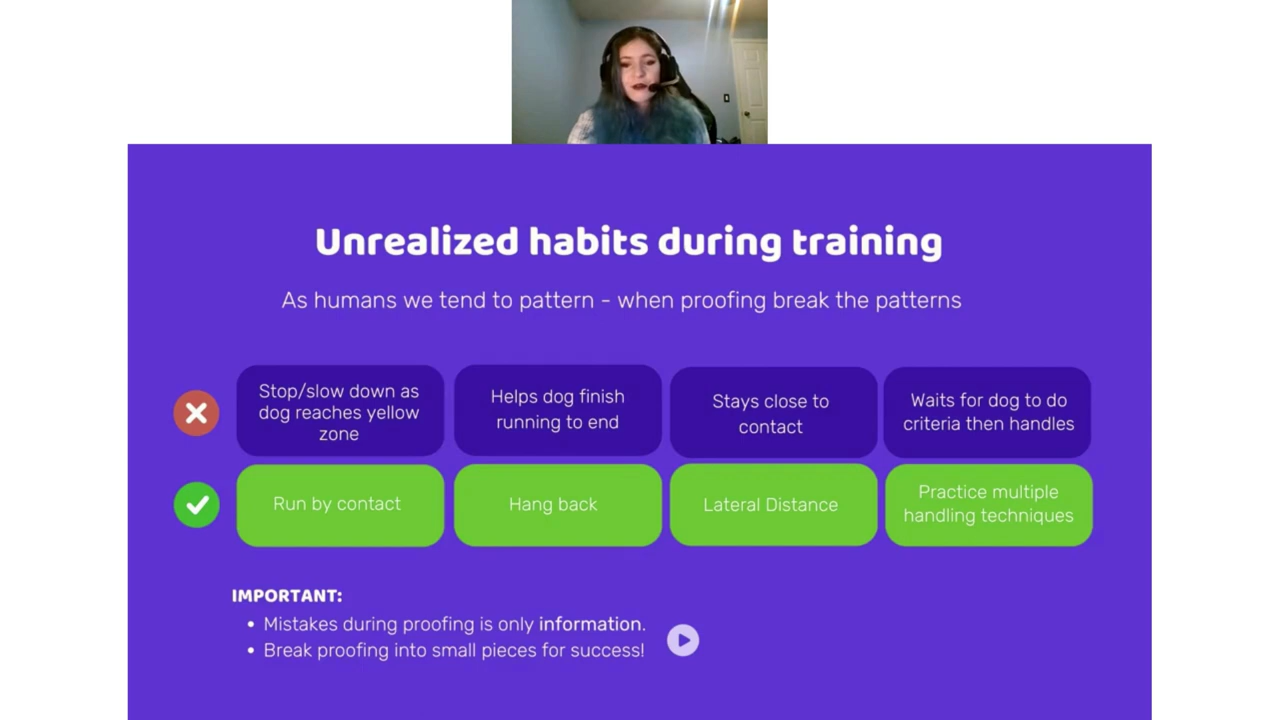 Unrealized habits during training
As humans we tend to pattern - when proofing break the patterns
Stop/slow down as
dog reaches yellow
zone
Helps dog finish
running to end
Stays close to
contact
Waits for dog to do
criteria then handles
Run by contact
Hang back
Lateral Distance
Practice multiple
handling techniques
IMPORTANT:
• Mistakes during proofing is only information.
• Break proofing into small pieces for success!